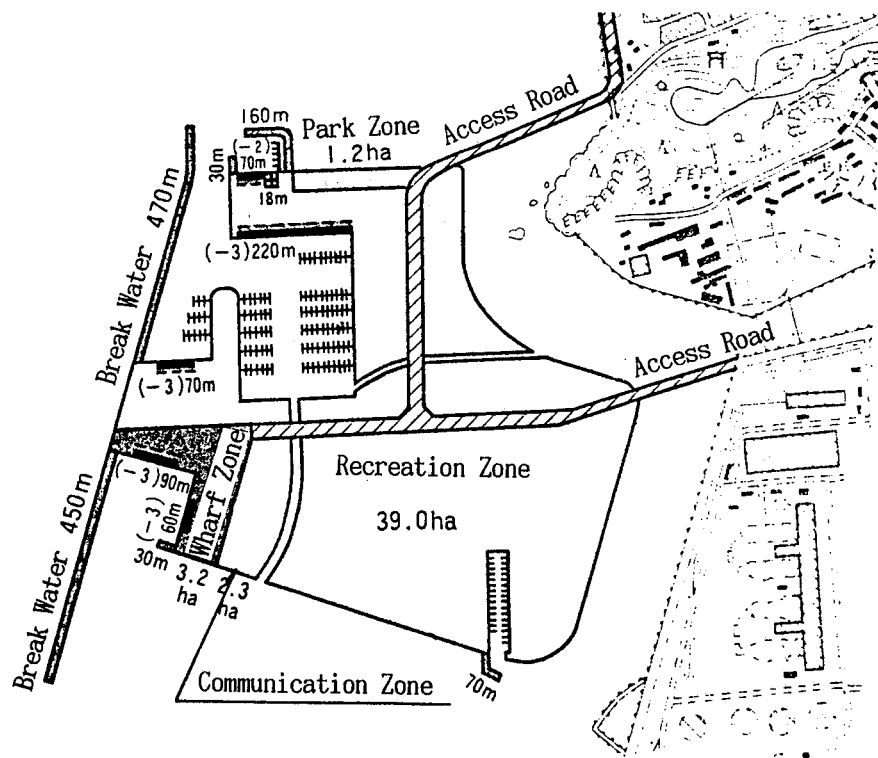 160m
Park Zone
1.2ha
Access Road
(-2)
70m
30m
18m
Break Water 470m
(-3)220m
(-3)70m
Access Road
Recreation Zone
39.0ha
Wharf Zone
(-3)90m
(-3)
60m
30m
3.2
ha
2.3
ha
Break Water 450m
70m
Communication Zone